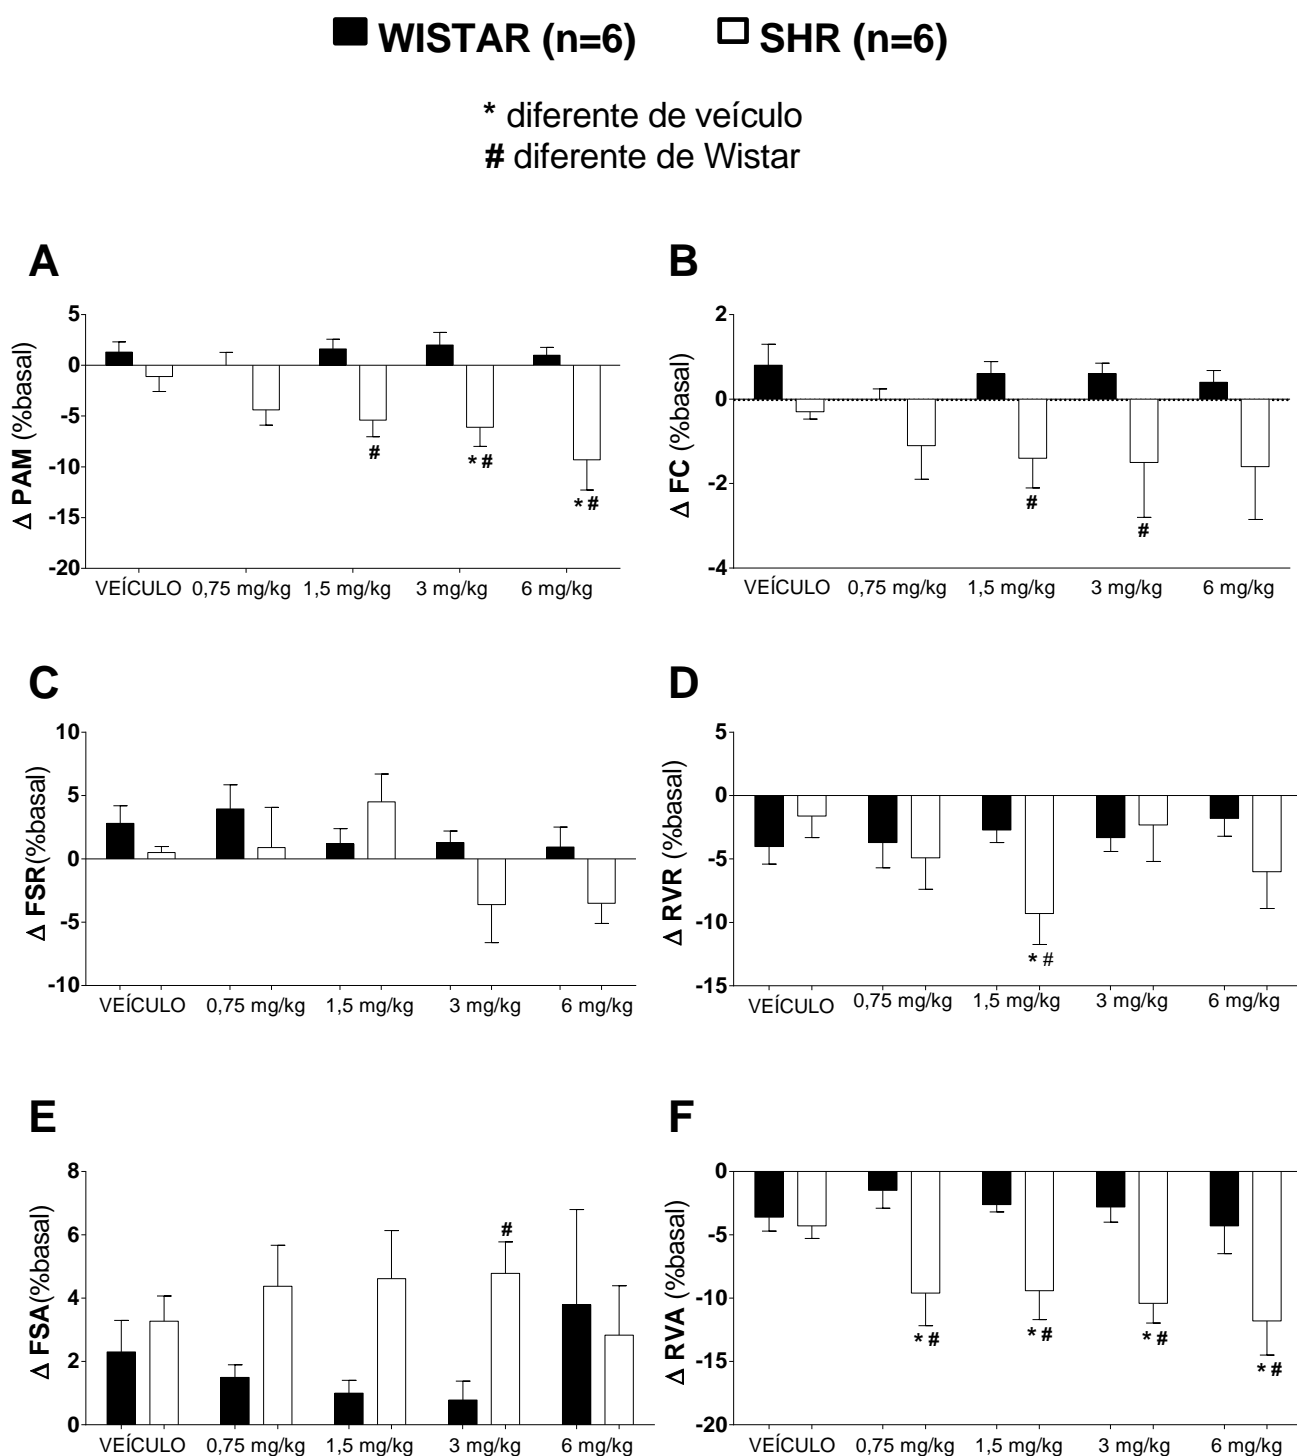 WISTAR (n=6) SHR (n=6)
* diferente de veículo
# diferente de Wistar
A
Δ PAM (%basal)
5
0
-5
-10
-15
-20
#
* #
* #
VEÍCULO 0,75 mg/kg 1,5 mg/kg 3 mg/kg 6 mg/kg
B
Δ FC (%basal)
2
0
-2
-4
#
#
VEÍCULO 0,75 mg/kg 1,5 mg/kg 3 mg/kg 6 mg/kg
C
Δ FSR(%basal)
10
5
0
-5
-10
VEÍCULO 0,75 mg/kg 1,5 mg/kg 3 mg/kg 6 mg/kg
D
Δ RVR (%basal)
5
0
-5
-10
-15
* #
VEÍCULO 0,75 mg/kg 1,5 mg/kg 3 mg/kg 6 mg/kg
E
Δ FSA(%basal)
8
6
4
2
0
#
VEÍCULO 0,75 mg/kg 1,5 mg/kg 3 mg/kg 6 mg/kg
F
Δ RVA (%basal)
0
-5
-10
-15
-20
* #
* #
* #
* #
VEÍCULO 0,75 mg/kg 1,5 mg/kg 3 mg/kg 6 mg/kg